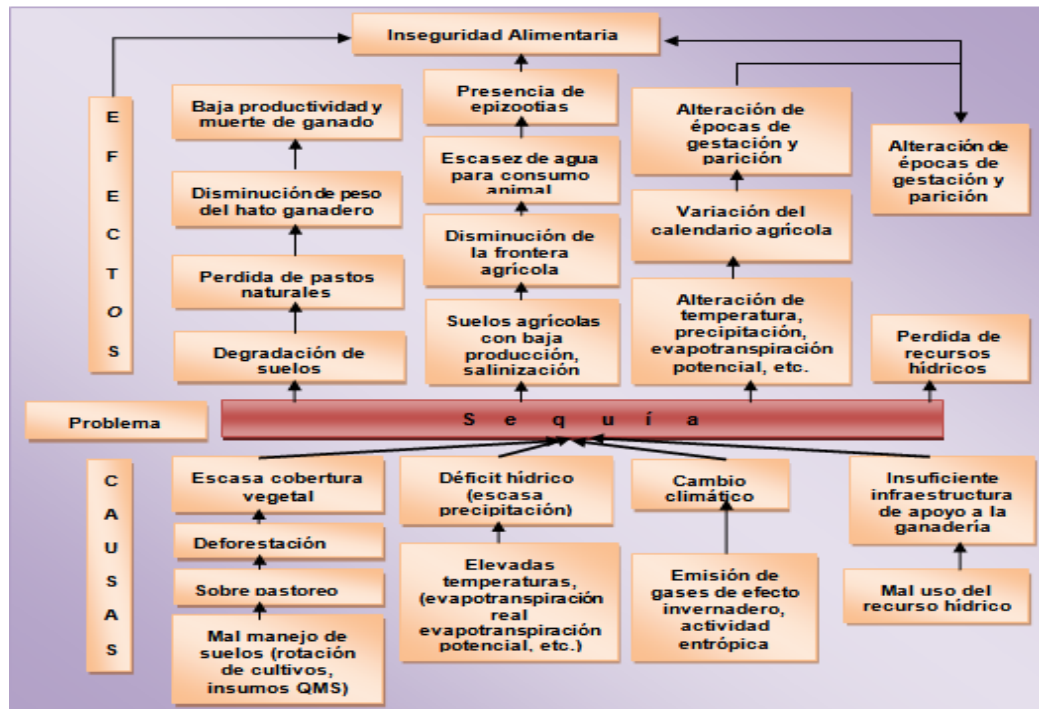 Inseguridad Alimentaria
E
F
E
C
T
O
S
Baja productividad y
muerte de ganado
Disminución de peso
del hato ganadero
Perdida de pastos
naturales
Degradación de
suelos
Presencia de
epizootias
Escasez de agua
para consumo
animal
Disminución de
la frontera
agrícola
Suelos agrícolas
con baja
producción,
salinización
Alteración de
épocas de
gestación y
parición
Variación del
calendario agrícola
Alteración de
temperatura,
precipitación,
evapotranspiración
potencial, etc.
Alteración de
épocas de
gestación y
parición
Perdida de
recursos
hídricos
Problema
S e q u í a
C
A
U
S
A
S
Escasa cobertura
vegetal
Deforestación
Sobre pastoreo
Mal manejo de
suelos (rotación
de cultivos,
insumos QMS)
Déficit hídrico
(escasa
precipitación)
Elevadas
temperaturas,
(evapotranspiración
real
evapotranspiración
potencial, etc.)
Cambio
climático
Emisión de
gases de efecto
invernadero,
actividad
entrópica
Insuficiente
infraestructura
de apoyo a la
ganadería
Mal uso del
recurso hídrico